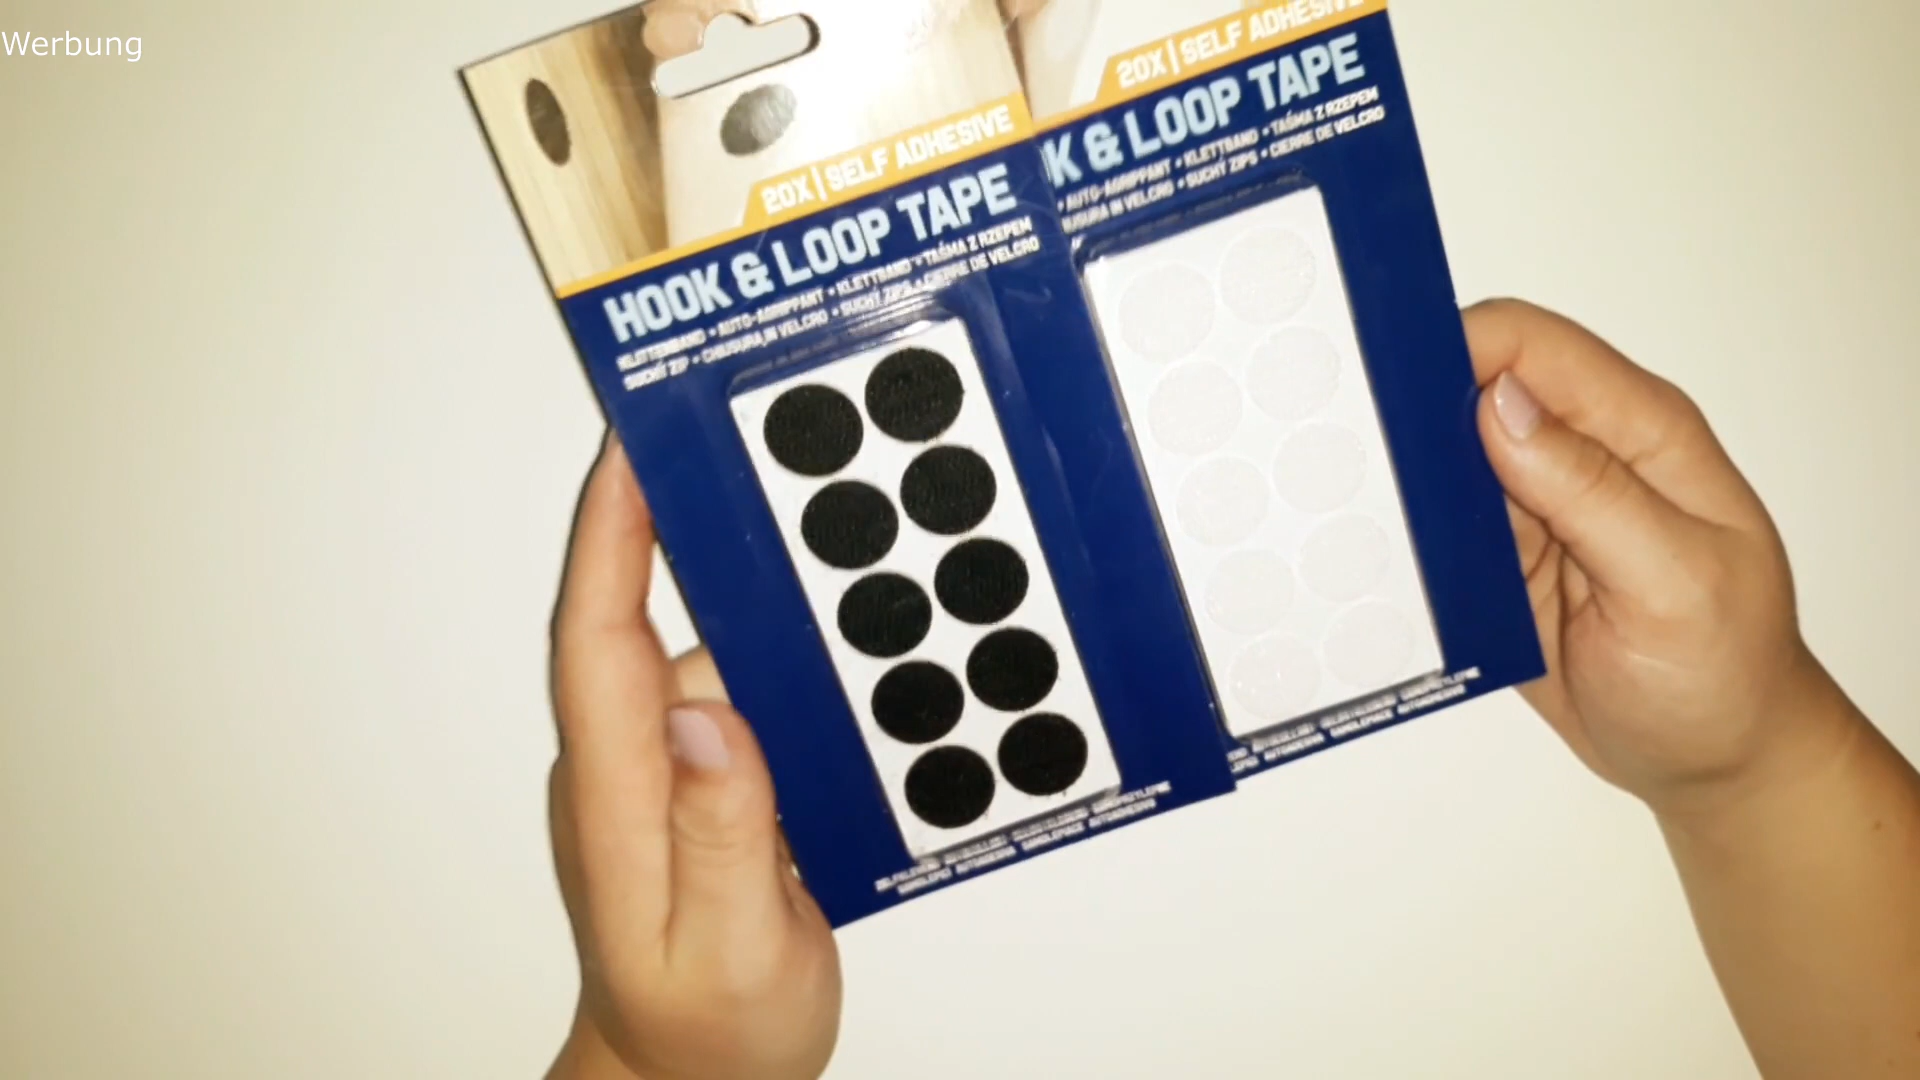 Werbung
20X | SELF ADHESIVE
HOOK & LOOP TAPE
KLITTENBAND • AUTO-AGRIPPANT • KLETTBAND • TAŚMA Z RZEPEM
SUCHÝ ZIP • CHIUSURA IN VELCRO • SUCHÝ ZIPS • CIERRE DE VELCRO
20X | SELF ADHESIVE
K & LOOP TAPE
• AUTO-AGRIPPANT • KLETTBAND • TAŚMA Z RZEPEM
IUSURA IN VELCRO • SUCHÝ ZIPS • CIERRE DE VELCRO